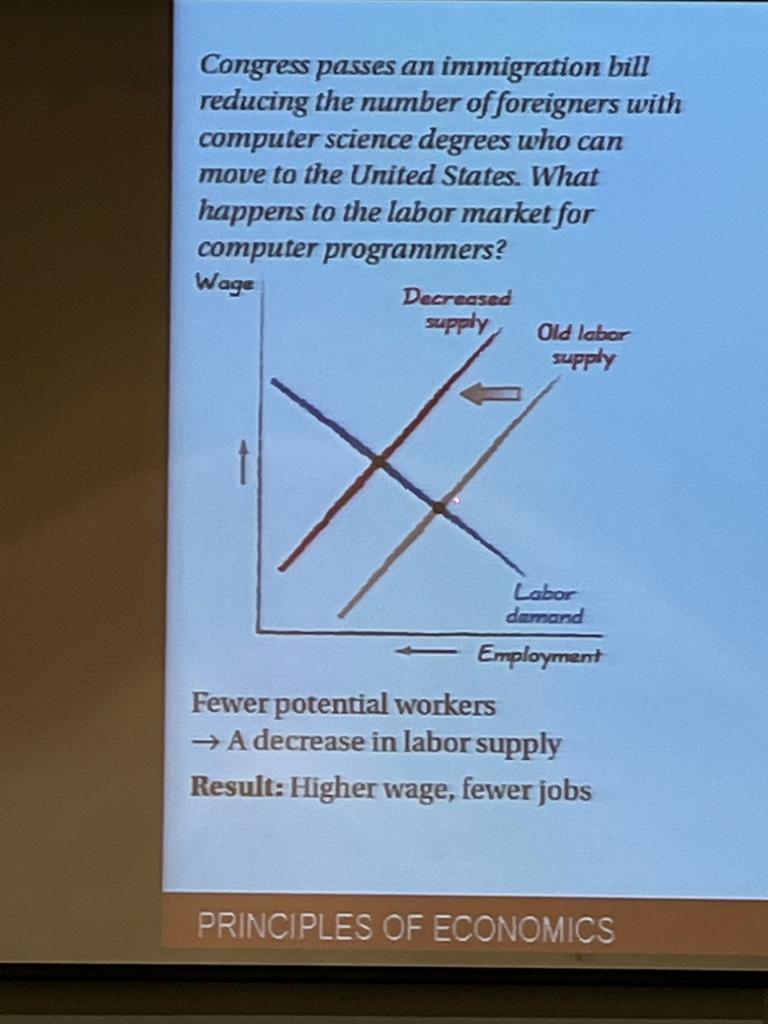 Congress passes an immigration bill
reducing the number of foreigners with
computer science degrees who can
move to the United States. What
happens to the labor market for
computer programmers?
Wage
Decreased
supply
Old labor
supply
Labor
demand
← Employment
Fewer potential workers
→ A decrease in labor supply
Result: Higher wage, fewer jobs
PRINCIPLES OF ECONOMICS